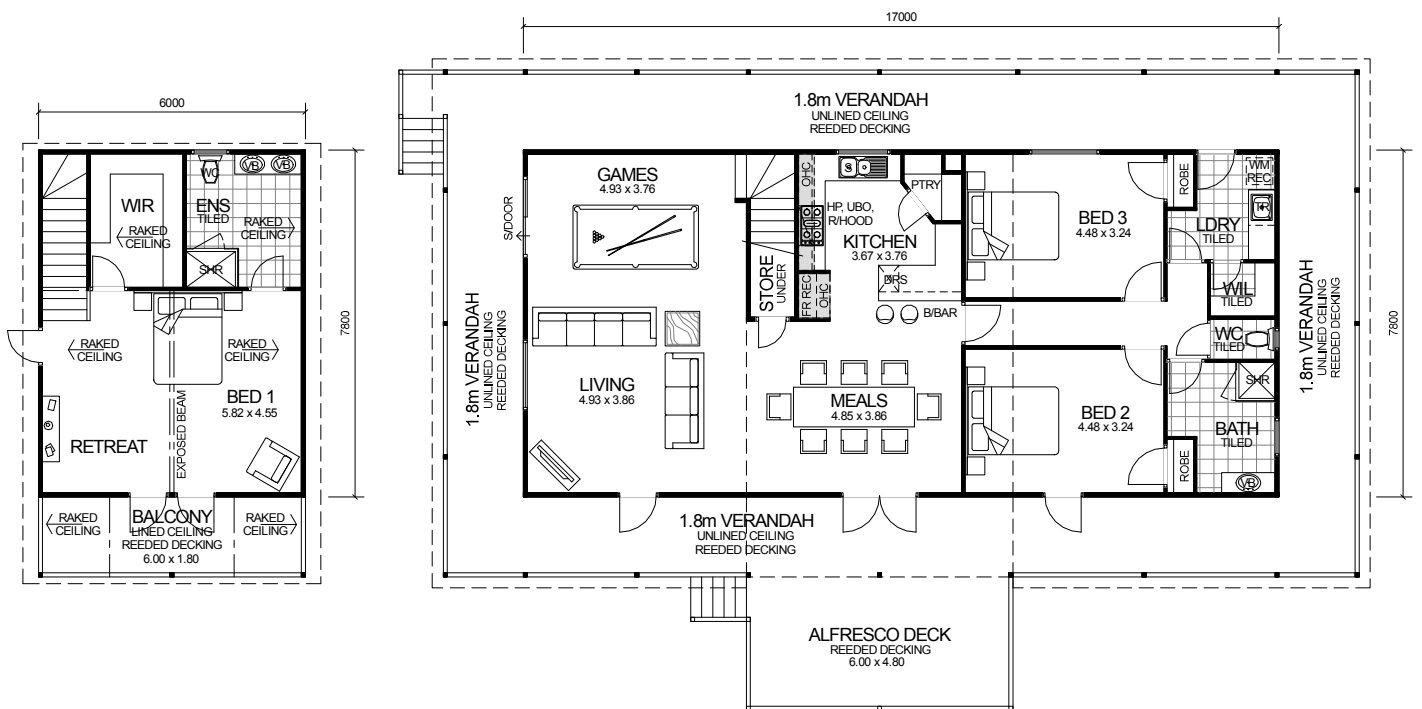 6000
7800
WIR
RAKED
CEILING
WC
VB
VB
ENS
TILED
RAKED
CEILING
SHR
RAKED
CEILING
RAKED
CEILING
BED 1
5.82 x 4.55
RETREAT
EXPOSED BEAM
RAKED
CEILING
BALCONY
LINED CEILING
REEDED DECKING
6.00 x 1.80
RAKED
CEILING
17000
7800
1.8m VERANDAH
UNLINED CEILING
REEDED DECKING
GAMES
4.93 x 3.76
S/DOOR
1.8m VERANDAH
UNLINED CEILING
REEDED DECKING
LIVING
4.93 x 3.86
STORE
UNDER
OHC
S
PTRY
HP, UBO,
R/HOOD
KITCHEN
3.67 x 3.76
DRS
FR REC
OHC
B/BAR
MEALS
4.85 x 3.86
BED 3
4.48 x 3.24
ROBE
WM
REC
TR
LDRY
TILED
WIL
TILED
WC
TILED
SHR
BATH
TILED
VB
BED 2
4.48 x 3.24
ROBE
1.8m VERANDAH
UNLINED CEILING
REEDED DECKING
1.8m VERANDAH
UNLINED CEILING
REEDED DECKING
ALFRESCO DECK
REEDED DECKING
6.00 x 4.80